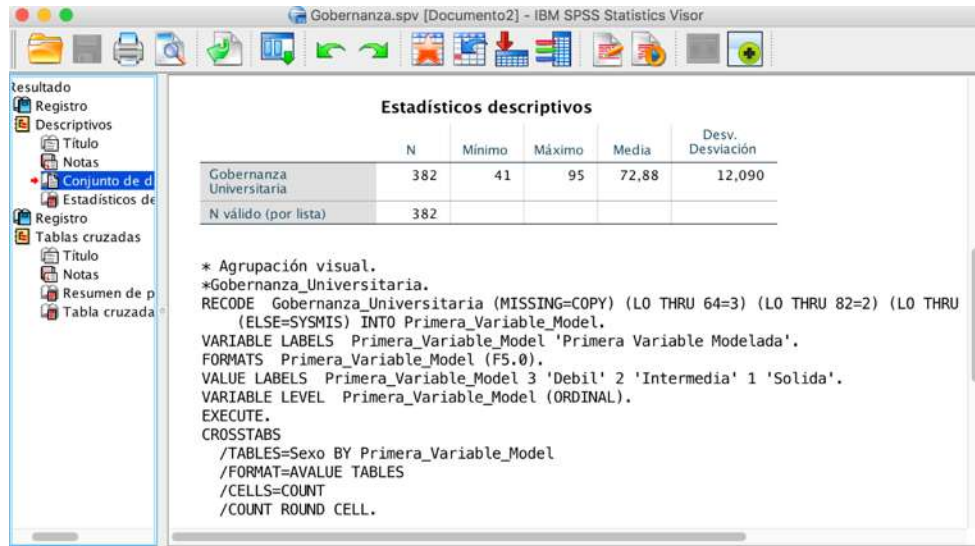 Gobernanza.spv [Documento2] - IBM SPSS Statistics Visor
Resultado
Registro
Descriptivos
Título
Notas
Conjunto de d
Estadísticos de
Registro
Tablas cruzadas
Título
Notas
Resumen de p
Tabla cruzada
Estadísticos descriptivos
N Mínimo Máximo Media Desv. Desviación
Gobernanza Universitaria 382 41 95 72,88 12,090
N válido (por lista) 382
* Agrupación visual.
*Gobernanza_Universitaria.
RECODE Gobernanza_Universitaria (MISSING=COPY) (LO THRU 64=3) (LO THRU 82=2) (LO THRU
(ELSE=SYSMIS) INTO Primera_Variable_Model.
VARIABLE LABELS Primera_Variable_Model 'Primera Variable Modelada'.
FORMATS Primera_Variable_Model (F5.0).
VALUE LABELS Primera_Variable_Model 3 'Debil' 2 'Intermedia' 1 'Solida'.
VARIABLE LEVEL Primera_Variable_Model (ORDINAL).
EXECUTE.
CROSSTABS
/TABLES=Sexo BY Primera_Variable_Model
/FORMAT=AVALUE TABLES
/CELLS=COUNT
/COUNT ROUND CELL.